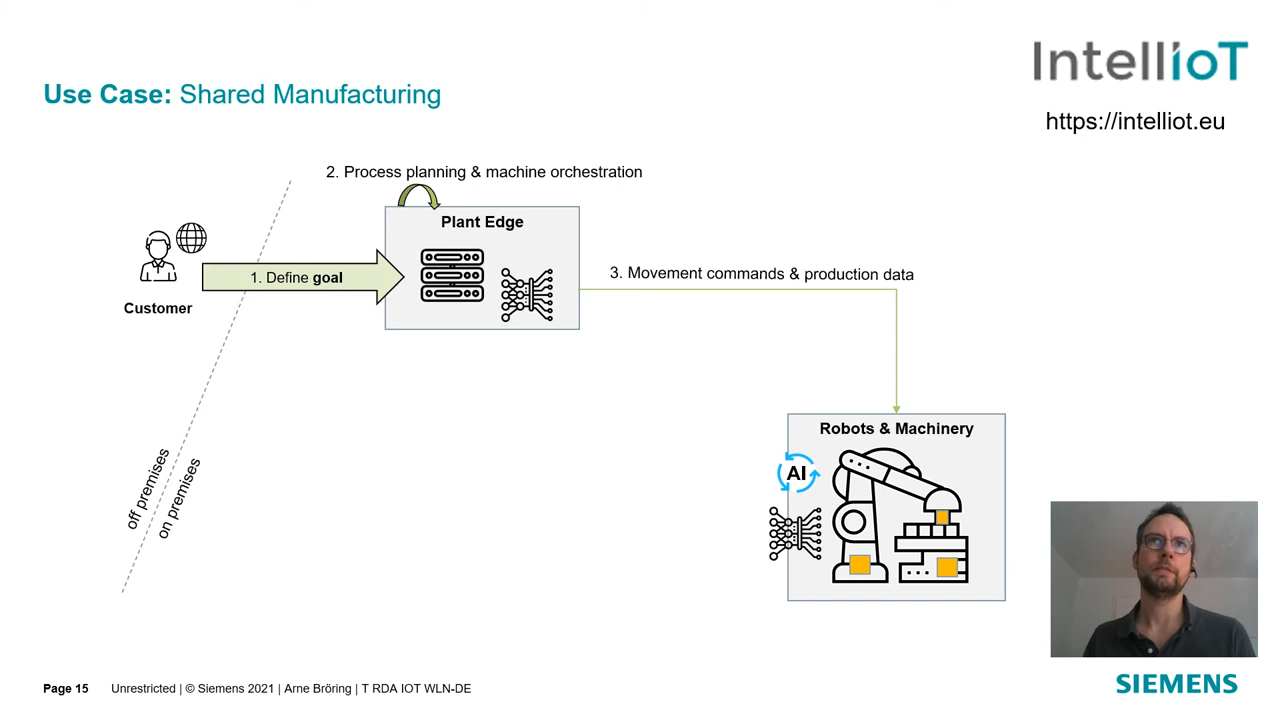 IntellIoT
Use Case: Shared Manufacturing
https://intelliot.eu
2. Process planning & machine orchestration
Plant Edge
1. Define goal
3. Movement commands & production data
Customer
Robots & Machinery
AI
off premises
on premises
Page 15 Unrestricted | © Siemens 2021 | Arne Bröring | T RDA IOT WLN-DE
SIEMENS